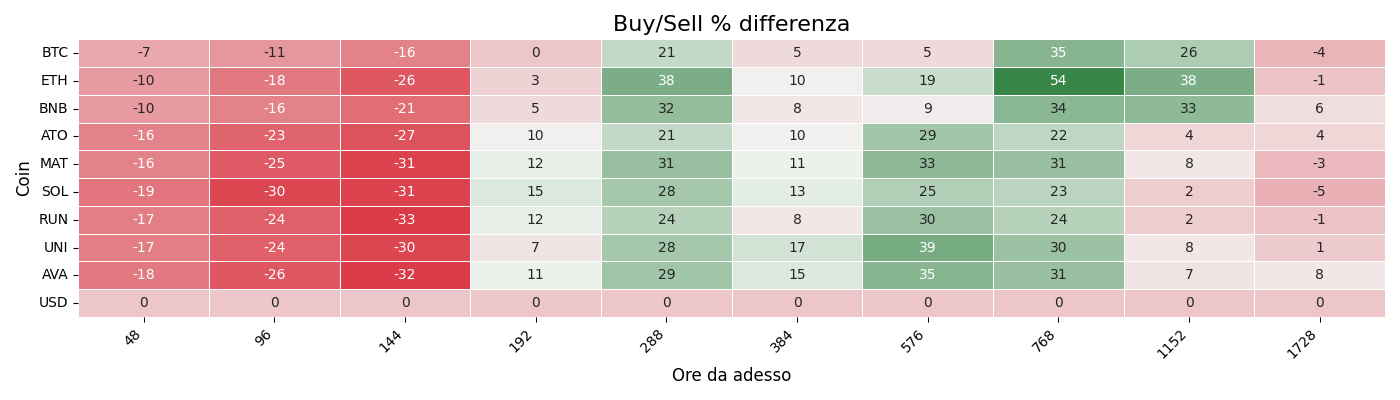 Buy/Sell % differenza
Coin
BTC -7 -11 -16 0 21 5 5 35 26 -4
ETH -10 -18 -26 3 38 10 19 54 38 -1
BNB -10 -16 -21 5 32 8 9 34 33 6
ATO -16 -23 -27 10 21 10 29 22 4 4
MAT -16 -25 -31 12 31 11 33 31 8 -3
SOL -19 -30 -31 15 28 13 25 23 2 -5
RUN -17 -24 -33 12 24 8 30 24 2 -1
UNI -17 -24 -30 7 28 17 39 30 8 1
AVA -18 -26 -32 11 29 15 35 31 7 8
USD 0 0 0 0 0 0 0 0 0 0
48 96 144 192 288 384 576 768 1152 1728
Ore da adesso